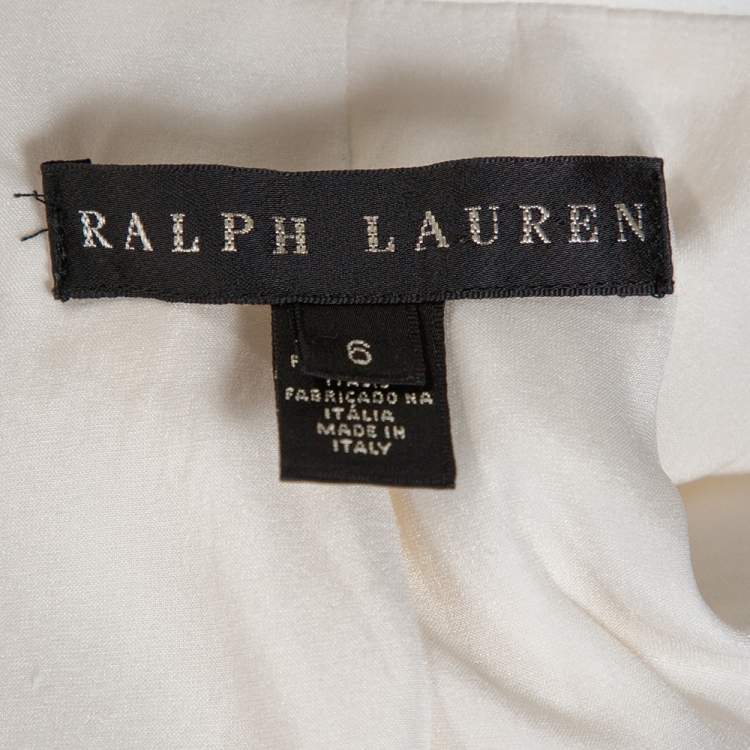 RALPH LAUREN
6
FABRICADO NA
ITÁLIA
MADE IN
ITALY